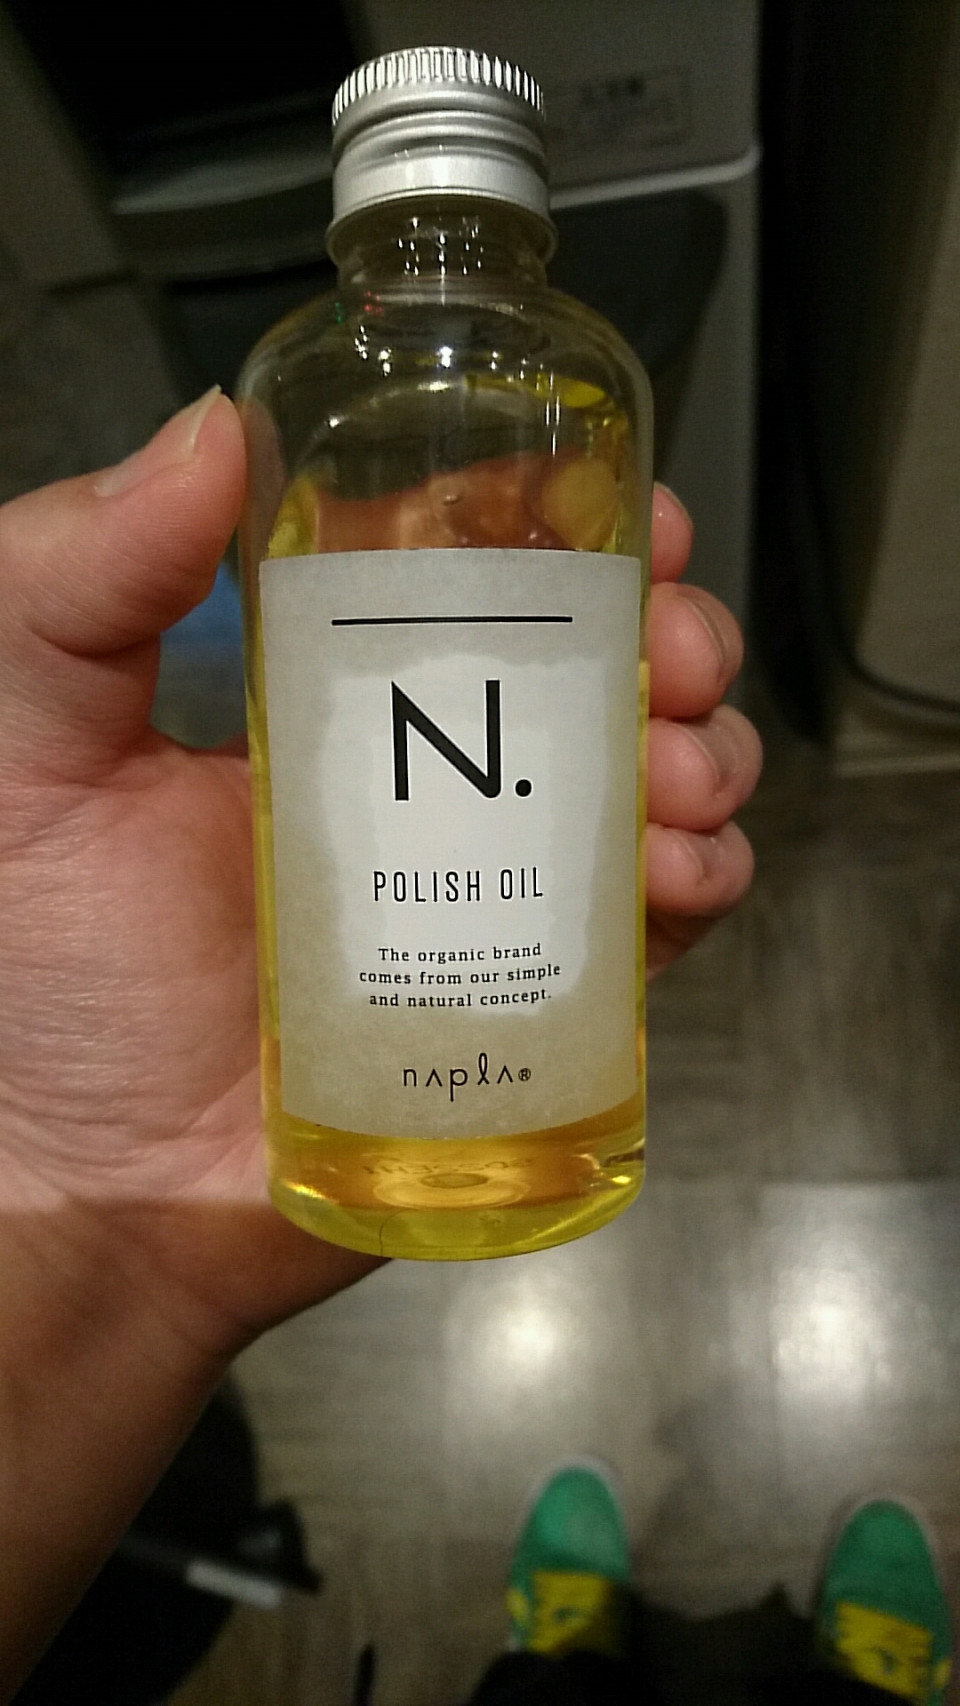 N.
POLISH OIL
The organic brand
comes from our simple
and natural concept.
napla®